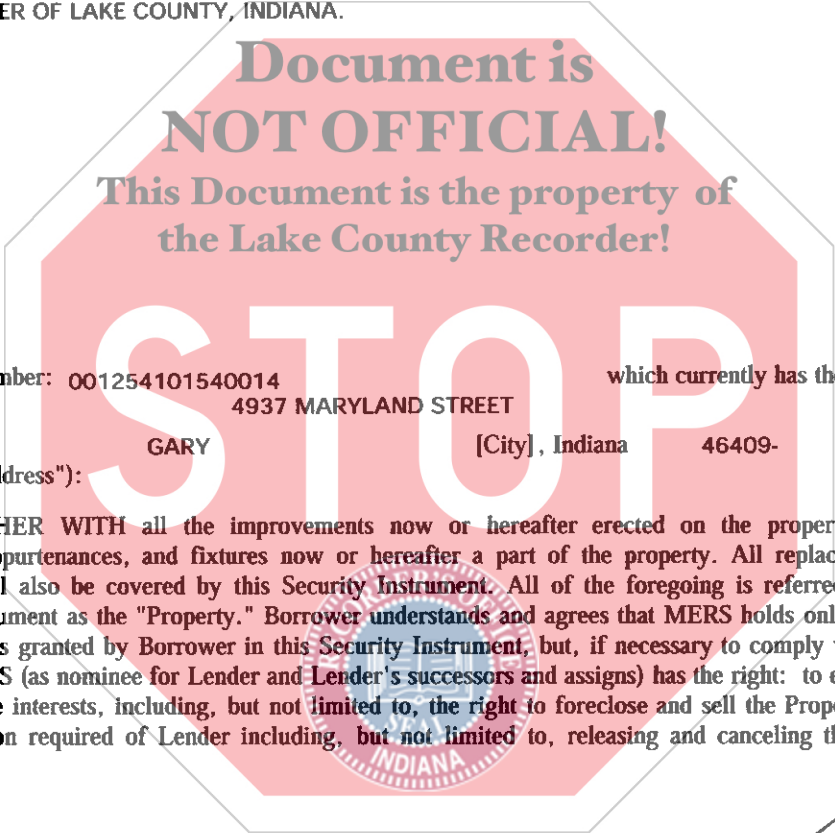 ER OF LAKE COUNTY, INDIANA.
Document is
NOT OFFICIAL!
This Document is the property of
the Lake County Recorder!
STOP
mber: 001254101540014 which currently has the
4937 MARYLAND STREET
GARY [City] , Indiana 46409-
ddress"):
HER WITH all the improvements now or hereafter erected on the proper
ppurtenances, and fixtures now or hereafter a part of the property. All replac
l also be covered by this Security Instrument. All of the foregoing is referre
ument as the "Property." Borrower understands and agrees that MERS holds onl
s granted by Borrower in this Security Instrument, but, if necessary to comply
S (as nominee for Lender and Lender's successors and assigns) has the right: to e
e interests, including, but not limited to, the right to foreclose and sell the Prope
on required of Lender including, but not limited to, releasing and canceling th
SEAL
INDIANA